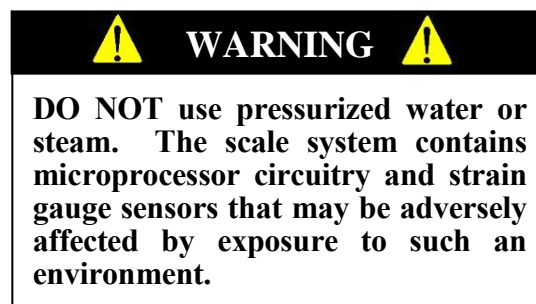 WARNING
DO NOT use pressurized water or
steam. The scale system contains
microprocessor circuitry and strain
gauge sensors that may be adversely
affected by exposure to such an
environment.